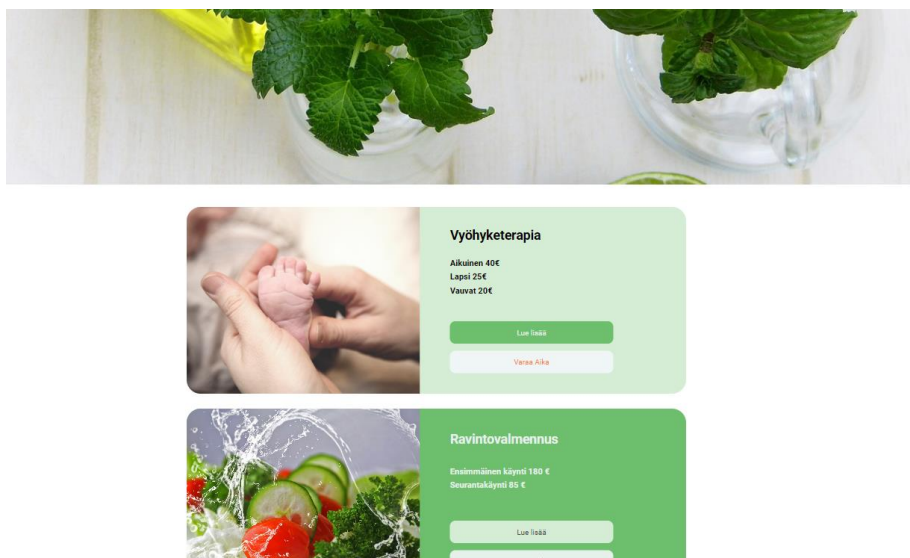 Vyöhyketerapia
Aikuinen 40€
Lapsi 25€
Vauvat 20€
Lue lisää
Varaa Aika
Ravintovalmennus
Ensimmäinen käynti 180 €
Seurantakäynti 85 €
Lue lisää